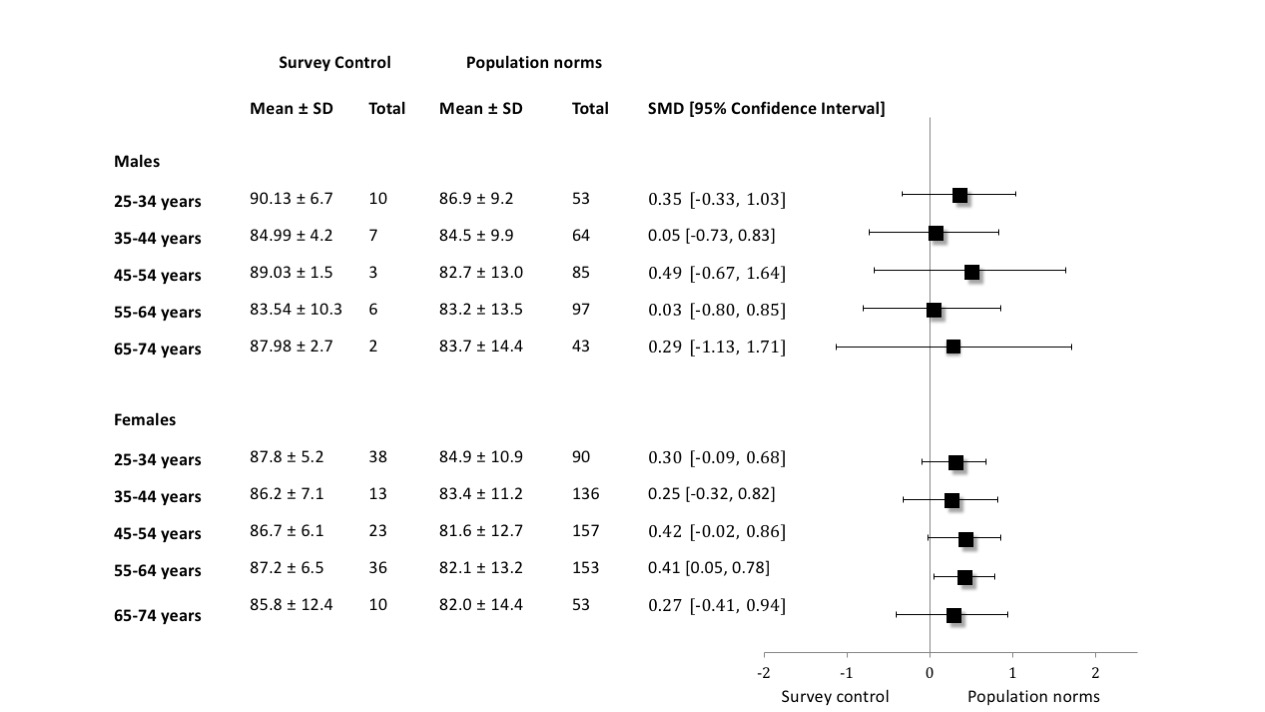 Survey Control Population norms
Mean ± SD Total Mean ± SD Total SMD [95% Confidence Interval]
Males
25-34 years 90.13 ± 6.7 10 86.9 ± 9.2 53 0.35 [-0.33, 1.03]
35-44 years 84.99 ± 4.2 7 84.5 ± 9.9 64 0.05 [-0.73, 0.83]
45-54 years 89.03 ± 1.5 3 82.7 ± 13.0 85 0.49 [-0.67, 1.64]
55-64 years 83.54 ± 10.3 6 83.2 ± 13.5 97 0.03 [-0.80, 0.85]
65-74 years 87.98 ± 2.7 2 83.7 ± 14.4 43 0.29 [-1.13, 1.71]
Females
25-34 years 87.8 ± 5.2 38 84.9 ± 10.9 90 0.30 [-0.09, 0.68]
35-44 years 86.2 ± 7.1 13 83.4 ± 11.2 136 0.25 [-0.32, 0.82]
45-54 years 86.7 ± 6.1 23 81.6 ± 12.7 157 0.42 [-0.02, 0.86]
55-64 years 87.2 ± 6.5 36 82.1 ± 13.2 153 0.41 [0.05, 0.78]
65-74 years 85.8 ± 12.4 10 82.0 ± 14.4 53 0.27 [-0.41, 0.94]
-2 -1 0 1 2
Survey control Population norms